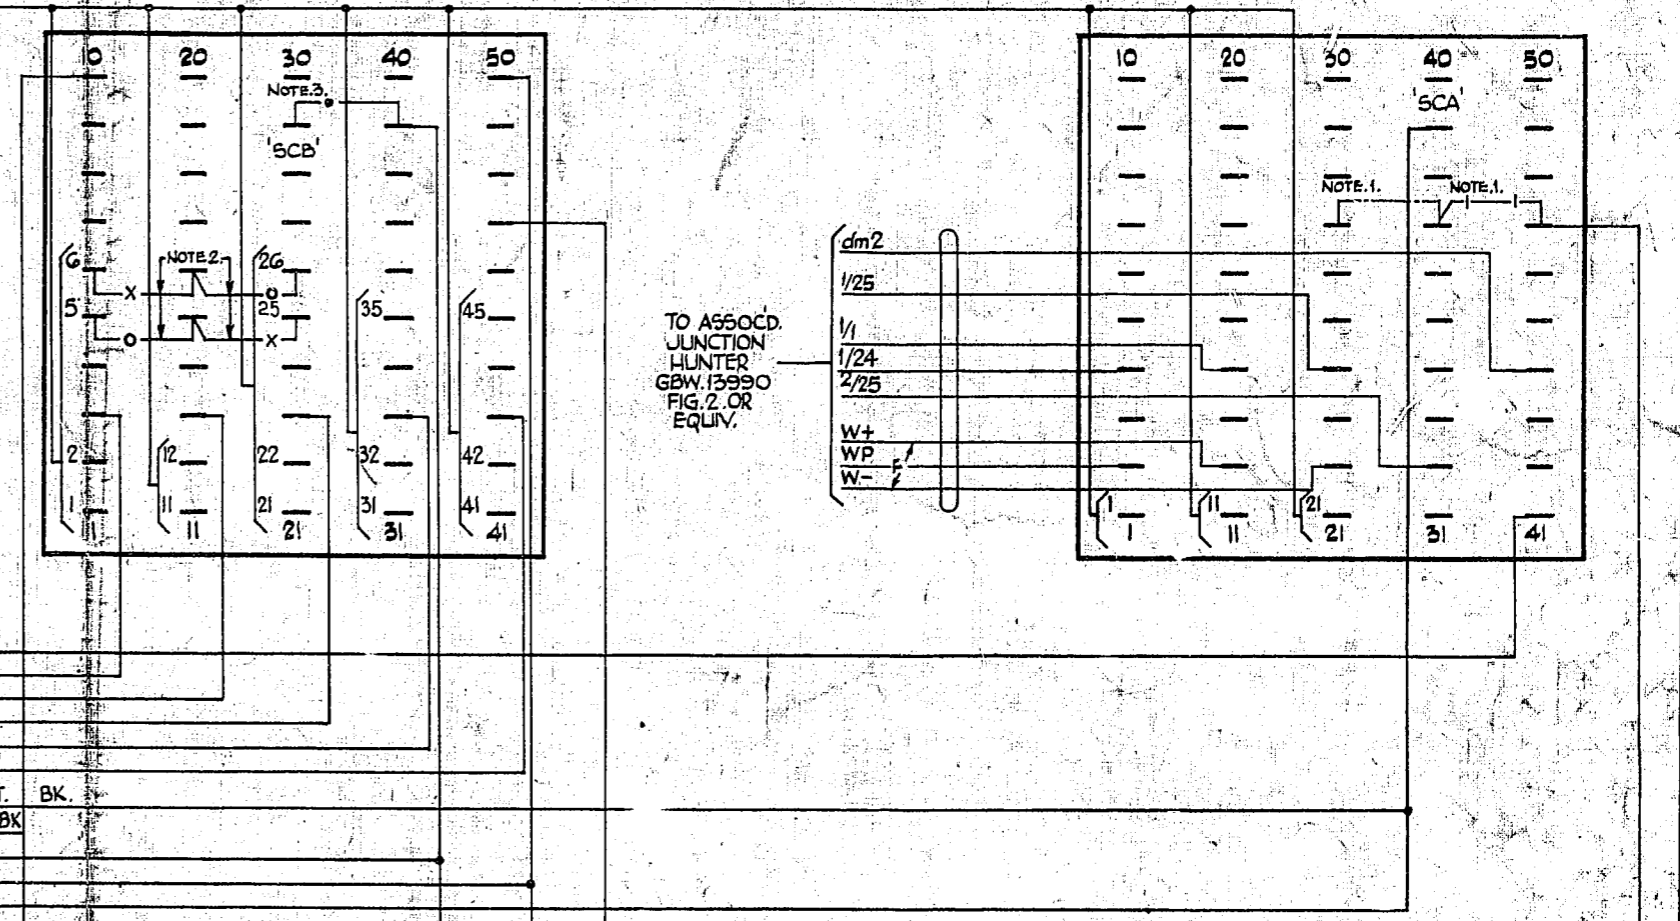 10 20 30 40 50
NOTE.3.
'SCB'
6 NOTE 2. 26
X O
5 25 35 45
O X
2 12 22 32 42
1 11 21 31 41
1 11 21 31 41
TO ASSOC'D.
JUNCTION
HUNTER
GBW.13990
FIG.2.OR
EQUIV.
dm2
1/25
1/1
1/24
2/25
W+
WP
W-
F
10 20 30 40 50
'SCA'
NOTE.1. NOTE.1.
1 11 21
1 11 21 31 41
T. BK.
BK